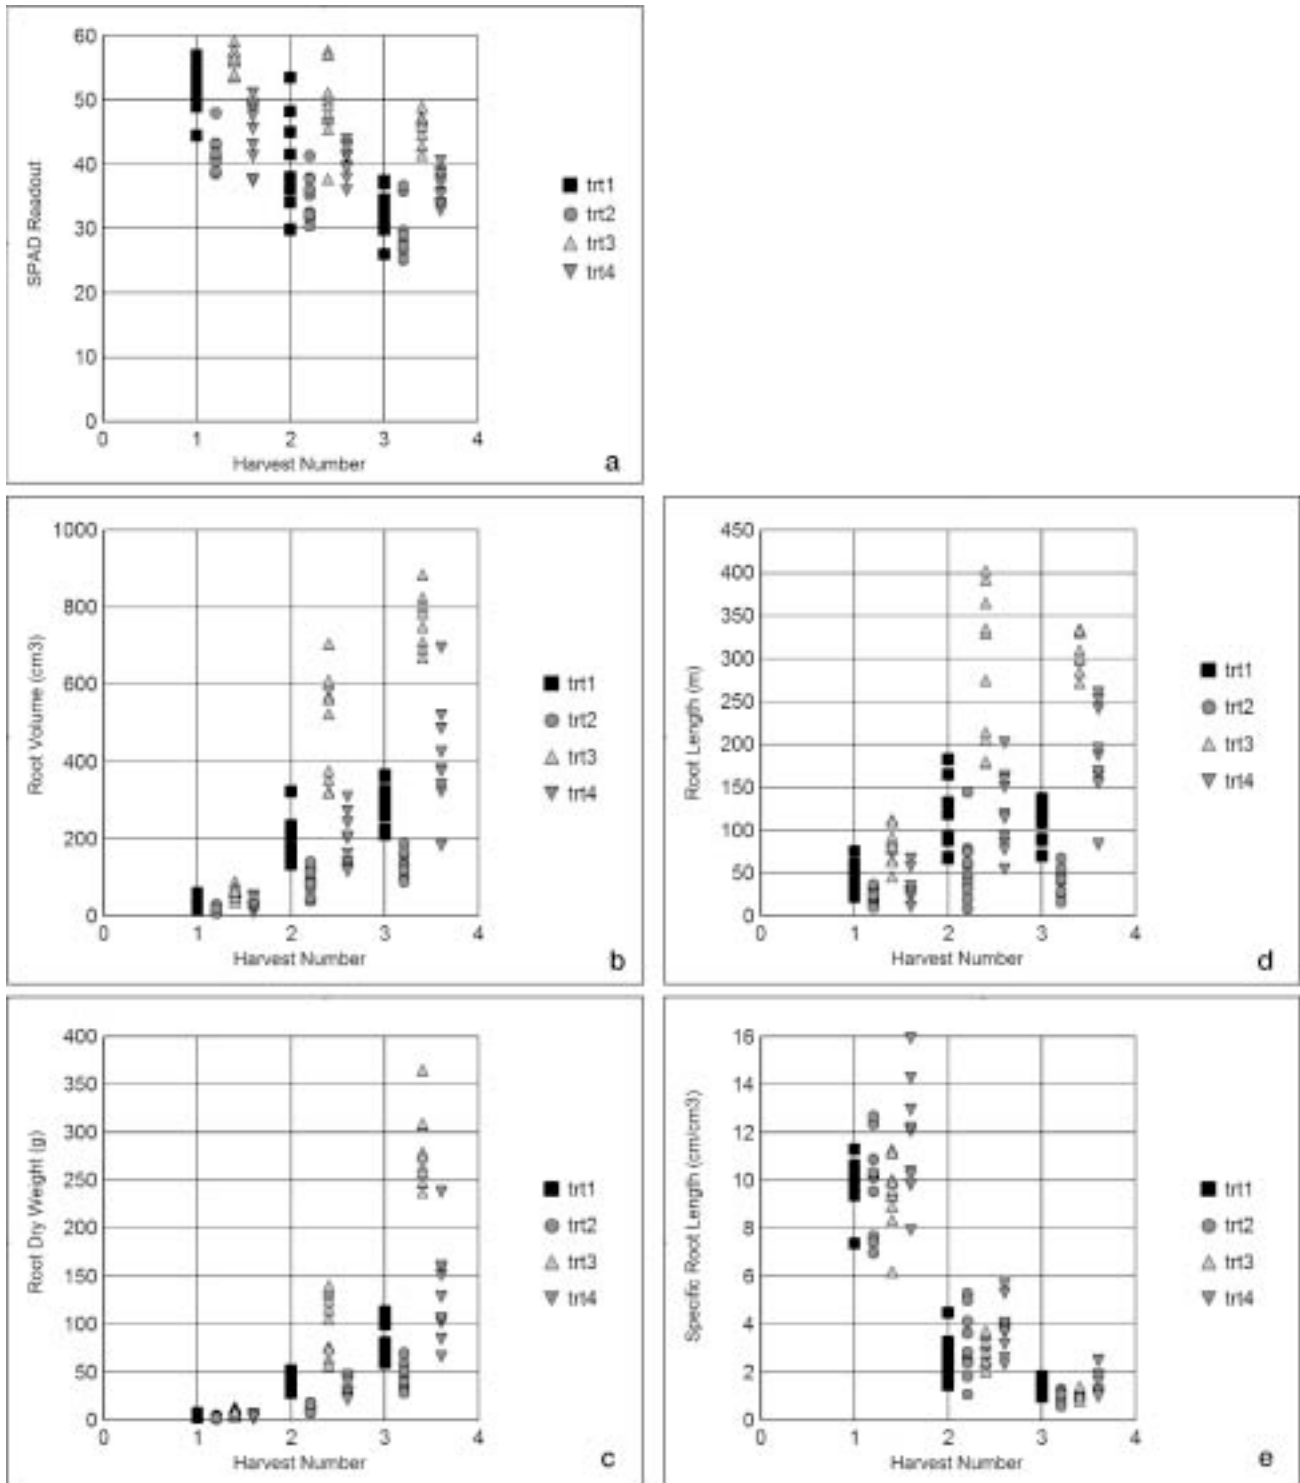 60
50
40
30
20
10
0
SPAD Readout
0 1 2 3 4
Harvest Number
trt1
trt2
trt3
trt4
a
1000
800
600
400
200
0
Root Volume (cm3)
0 1 2 3 4
Harvest Number
trt1
trt2
trt3
trt4
b
450
400
350
300
250
200
150
100
50
0
Root Length (m)
0 1 2 3 4
Harvest Number
trt1
trt2
trt3
trt4
d
400
350
300
250
200
150
100
50
0
Root Dry Weight (g)
0 1 2 3 4
Harvest Number
trt1
trt2
trt3
trt4
c
16
14
12
10
8
6
4
2
0
Specific Root Length (cm/cm3)
0 1 2 3 4
Harvest Number
trt1
trt2
trt3
trt4
e